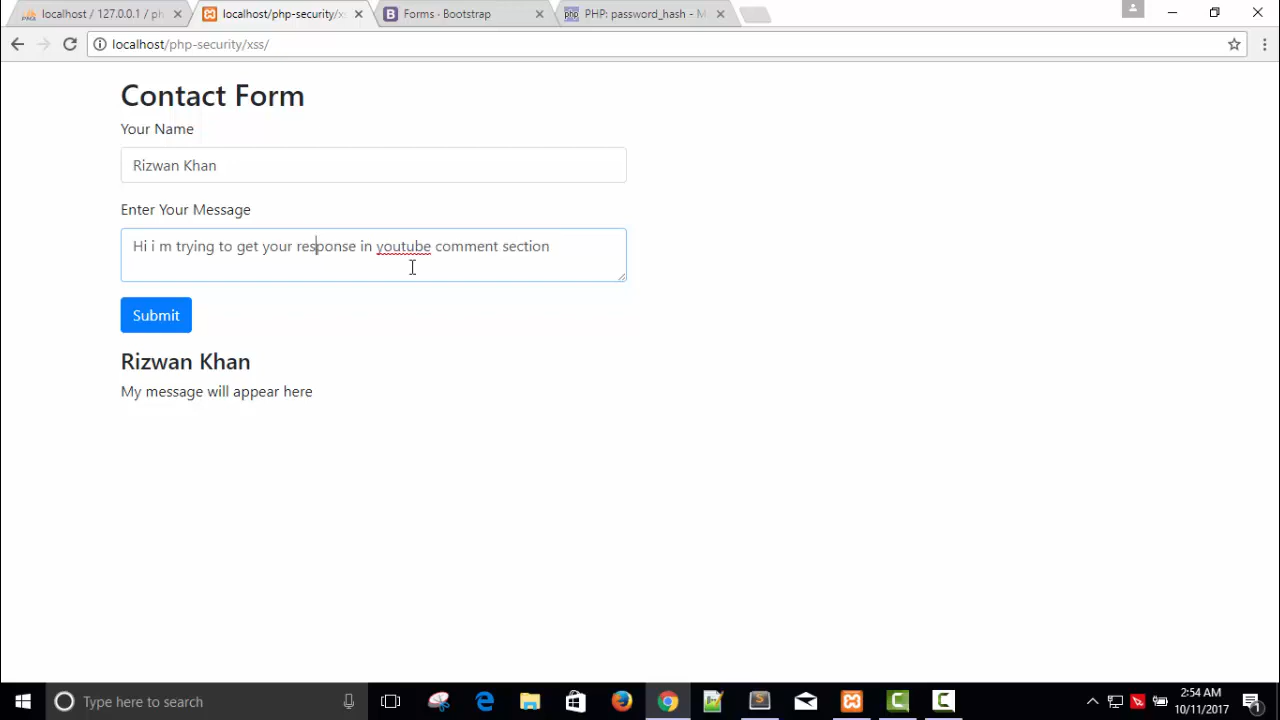 localhost / 127.0.0.1 / ph
localhost/php-security/xs
Forms · Bootstrap
PHP: password_hash - M
localhost/php-security/xss/
Contact Form
Your Name
Rizwan Khan
Enter Your Message
Hi i m trying to get your response in youtube comment section
Submit
Rizwan Khan
My message will appear here
Type here to search
2:54 AM
10/11/2017